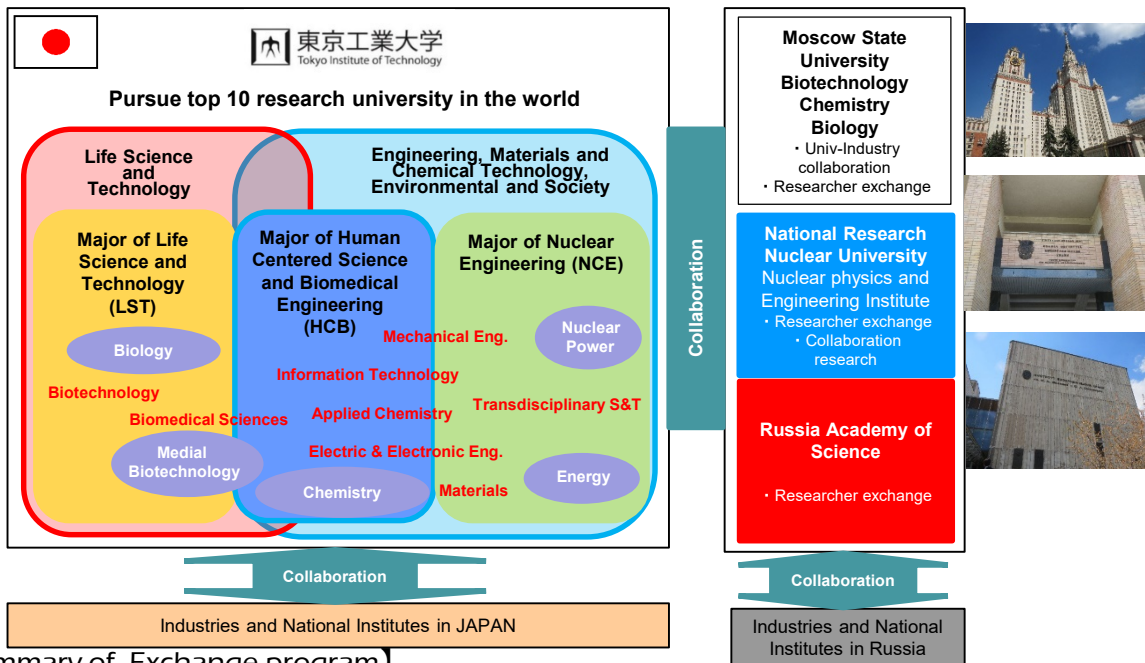 東京工業大学
Tokyo Institute of Technology
Pursue top 10 research university in the world
Life Science
and
Technology
Engineering, Materials and
Chemical Technology,
Environmental and Society
Major of Life
Science and
Technology
(LST)
Major of Human
Centered Science
and Biomedical
Engineering
(HCB)
Major of Nuclear
Engineering (NCE)
Mechanical Eng.
Nuclear
Power
Biology
Information Technology
Biotechnology
Transdisciplinary S&T
Biomedical Sciences
Applied Chemistry
Medial
Biotechnology
Electric & Electronic Eng.
Energy
Chemistry
Materials
Collaboration
Moscow State
University
Biotechnology
Chemistry
Biology
・Univ-Industry
collaboration
・Researcher exchange
National Research
Nuclear University
Nuclear physics and
Engineering Institute
・Researcher exchange
・Collaboration
research
Russia Academy of
Science
・Researcher exchange
Collaboration
Collaboration
Industries and National Institutes in JAPAN
Industries and National
Institutes in Russia
mmary of Exchange program】